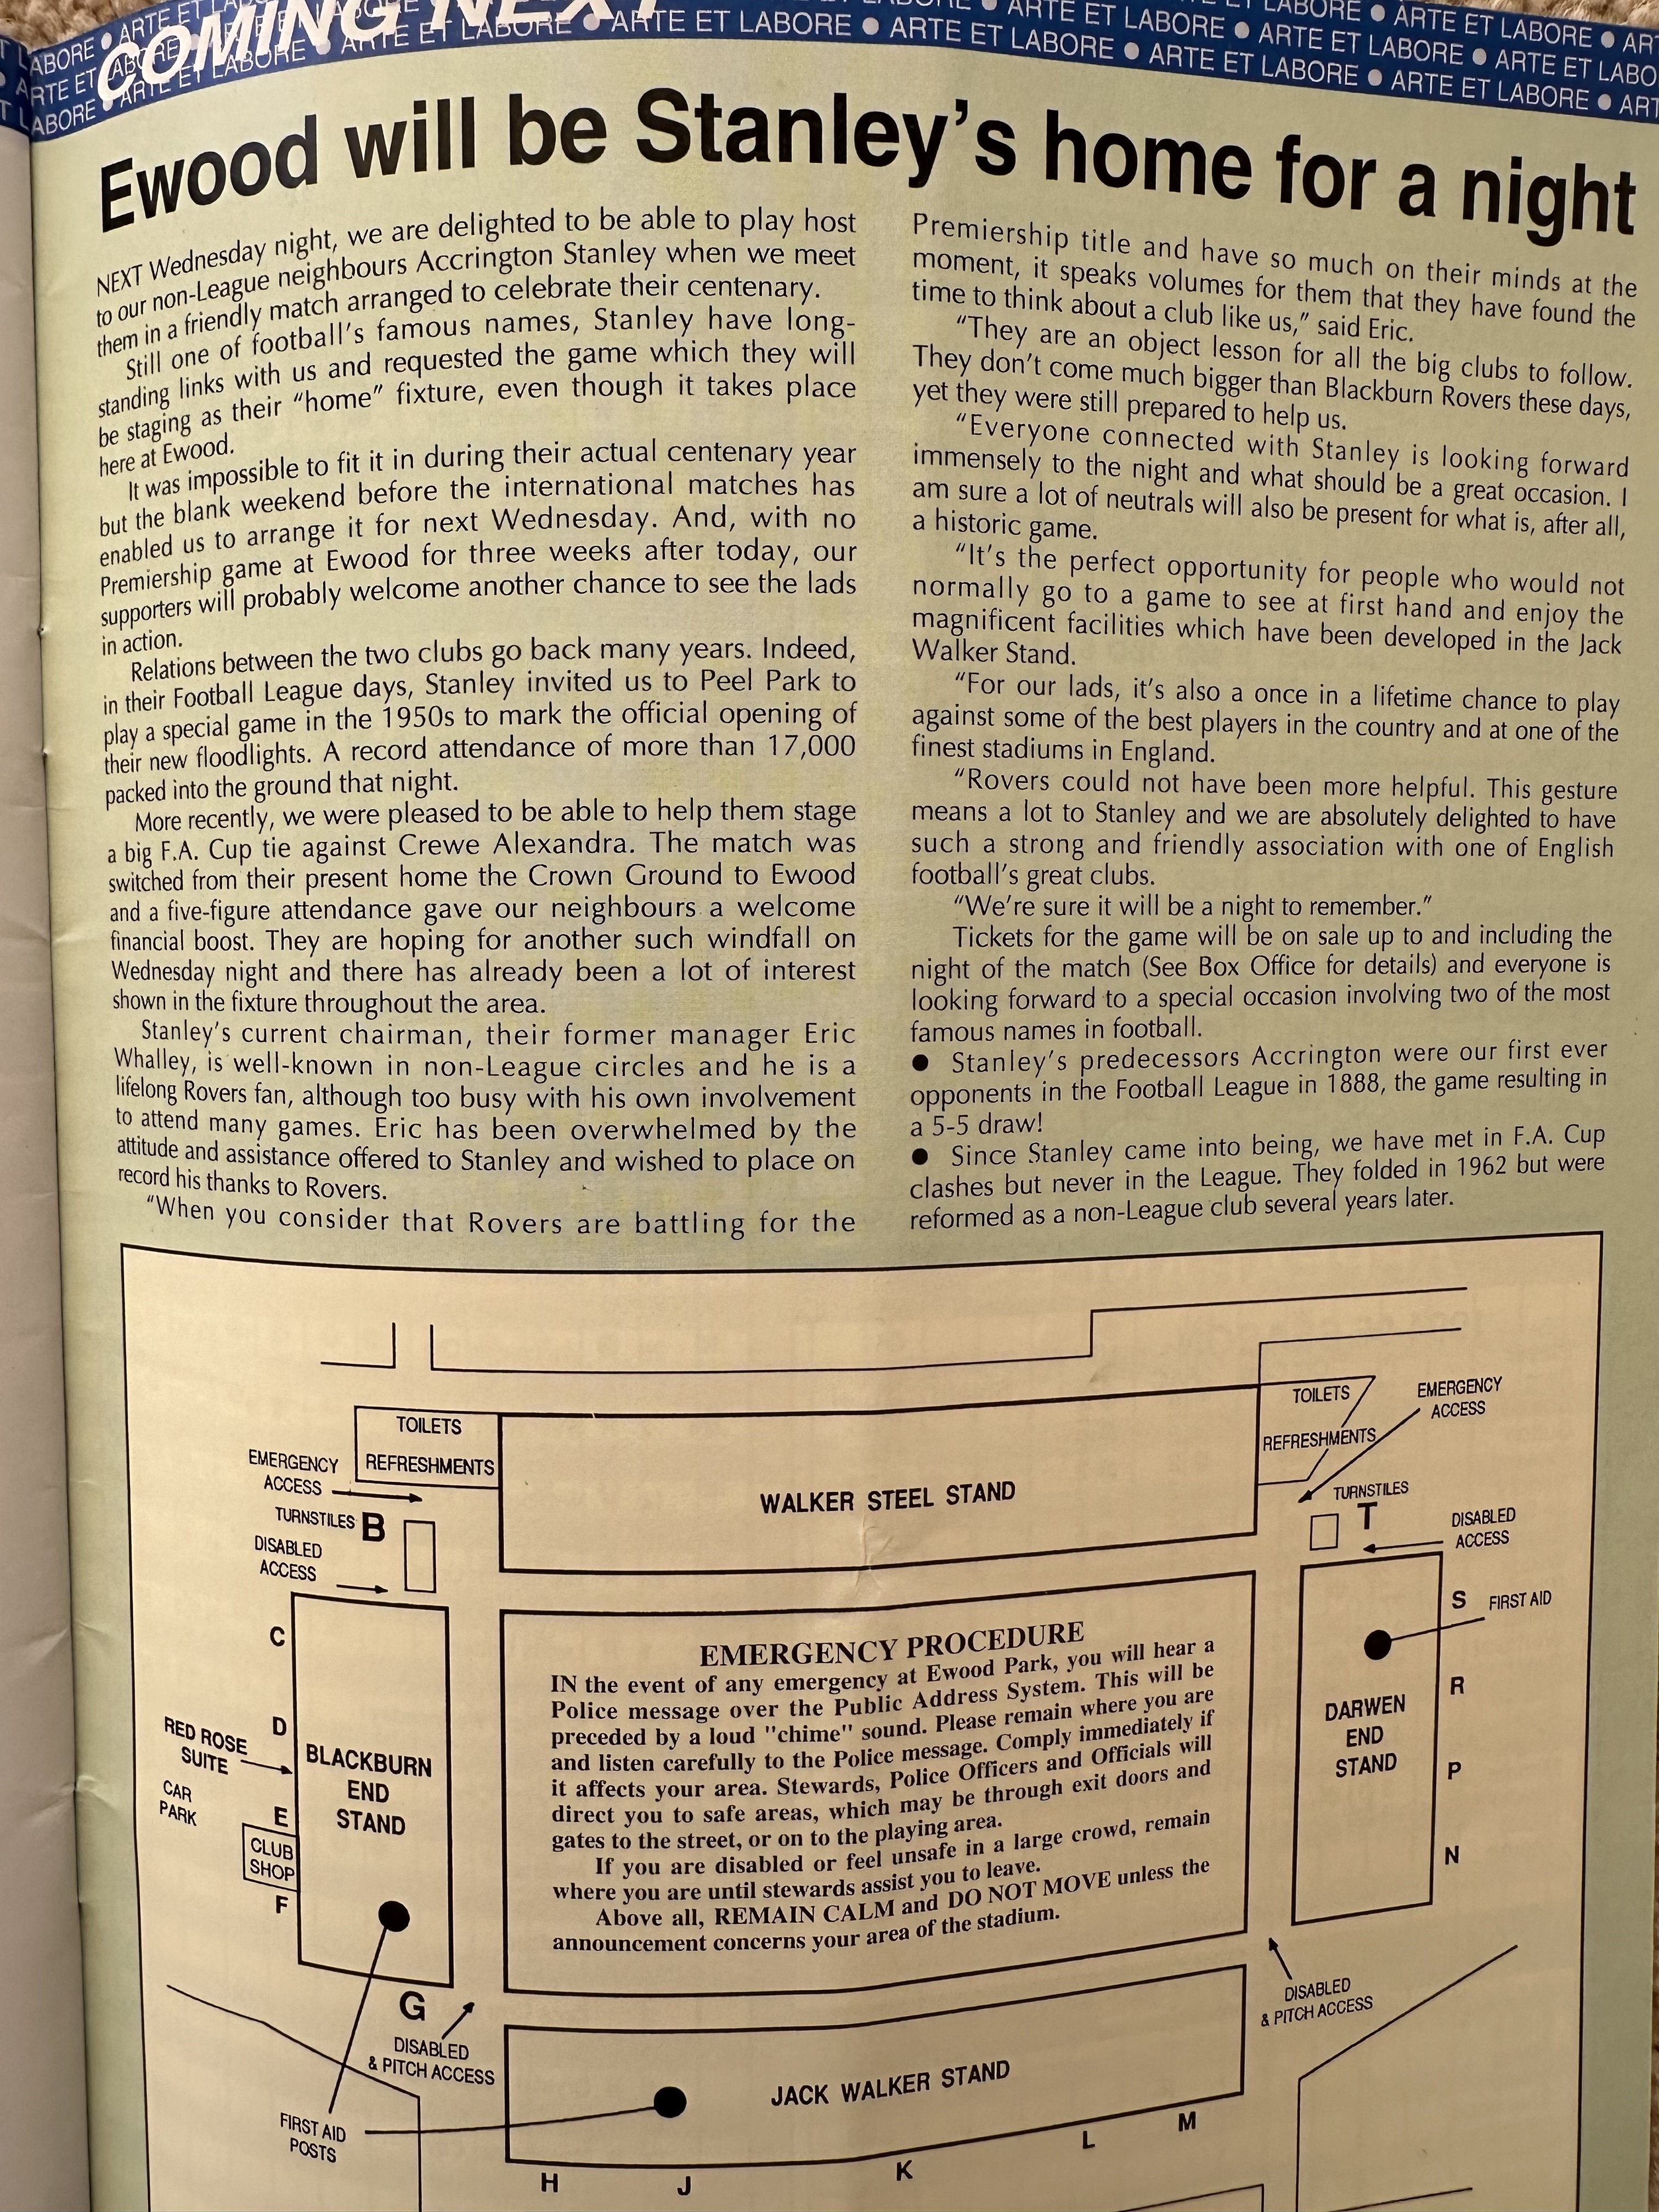 ARTE ET LABORE ● ARTE ET LABORE ● ARTE ET LABORE ● ARTE ET LABORE ● ARTE ET LABORE
COMING NEXT
Ewood will be Stanley's home for a night
NEXT Wednesday night, we are delighted to be able to play host
to our non-League neighbours Accrington Stanley when we meet
them in a friendly match arranged to celebrate their centenary.
Still one of football's famous names, Stanley have long-
standing links with us and requested the game which they will
be staging as their "home" fixture, even though it takes place
here at Ewood.
It was impossible to fit it in during their actual centenary year
but the blank weekend before the international matches has
enabled us to arrange it for next Wednesday. And, with no
Premiership game at Ewood for three weeks after today, our
supporters will probably welcome another chance to see the lads
in action.
Relations between the two clubs go back many years. Indeed,
in their Football League days, Stanley invited us to Peel Park to
play a special game in the 1950s to mark the official opening of
their new floodlights. A record attendance of more than 17,000
packed into the ground that night.
More recently, we were pleased to be able to help them stage
a big F.A. Cup tie against Crewe Alexandra. The match was
switched from their present home the Crown Ground to Ewood
and a five-figure attendance gave our neighbours a welcome
financial boost. They are hoping for another such windfall on
Wednesday night and there has already been a lot of interest
shown in the fixture throughout the area.
Stanley's current chairman, their former manager Eric
Whalley, is well-known in non-League circles and he is a
lifelong Rovers fan, although too busy with his own involvement
to attend many games. Eric has been overwhelmed by the
attitude and assistance offered to Stanley and wished to place on
record his thanks to Rovers.
"When you consider that Rovers are battling for the
Premiership title and have so much on their minds at the
moment, it speaks volumes for them that they have found the
time to think about a club like us," said Eric.
"They are an object lesson for all the big clubs to follow.
They don't come much bigger than Blackburn Rovers these days,
yet they were still prepared to help us.
"Everyone connected with Stanley is looking forward
immensely to the night and what should be a great occasion. I
am sure a lot of neutrals will also be present for what is, after all,
a historic game.
"It's the perfect opportunity for people who would not
normally go to a game to see at first hand and enjoy the
magnificent facilities which have been developed in the Jack
Walker Stand.
"For our lads, it's also a once in a lifetime chance to play
against some of the best players in the country and at one of the
finest stadiums in England.
"Rovers could not have been more helpful. This gesture
means a lot to Stanley and we are absolutely delighted to have
such a strong and friendly association with one of English
football's great clubs.
"We're sure it will be a night to remember."
Tickets for the game will be on sale up to and including the
night of the match (See Box Office for details) and everyone is
looking forward to a special occasion involving two of the most
famous names in football.
● Stanley's predecessors Accrington were our first ever
opponents in the Football League in 1888, the game resulting in
a 5-5 draw!
● Since Stanley came into being, we have met in F.A. Cup
clashes but never in the League. They folded in 1962 but were
reformed as a non-League club several years later.
TOILETS
REFRESHMENTS
EMERGENCY
ACCESS
TURNSTILES B
DISABLED
ACCESS
WALKER STEEL STAND
TOILETS
REFRESHMENTS
EMERGENCY
ACCESS
TURNSTILES
T
DISABLED
ACCESS
C
D
RED ROSE
SUITE
CAR
PARK
E
CLUB
SHOP
F
BLACKBURN
END
STAND
EMERGENCY PROCEDURE
IN the event of any emergency at Ewood Park, you will hear a
Police message over the Public Address System. This will be
preceded by a loud "chime" sound. Please remain where you are
and listen carefully to the Police message. Comply immediately if
it affects your area. Stewards, Police Officers and Officials will
direct you to safe areas, which may be through exit doors and
gates to the street, or on to the playing area.
If you are disabled or feel unsafe in a large crowd, remain
where you are until stewards assist you to leave.
Above all, REMAIN CALM and DO NOT MOVE unless the
announcement concerns your area of the stadium.
S
FIRST AID
R
DARWEN
END
STAND
P
N
G
DISABLED
& PITCH ACCESS
DISABLED
& PITCH ACCESS
JACK WALKER STAND
FIRST AID
POSTS
H
J
K
L
M